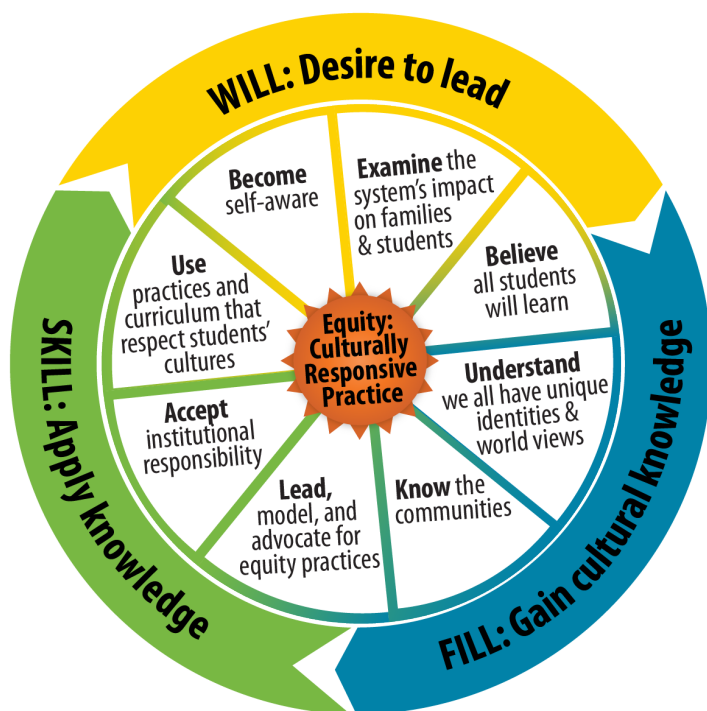 WILL: Desire to lead
Become
self-aware
Examine the
system's impact
on families
& students
Believe
all students
will learn
Understand
we all have unique
identities &
world views
Know the
communities
Lead,
model, and
advocate for
equity practices
Accept
institutional
responsibility
Use
practices and
curriculum that
respect students'
cultures
Equity:
Culturally
Responsive
Practice
FILL: Gain cultural knowledge
SKILL: Apply knowledge